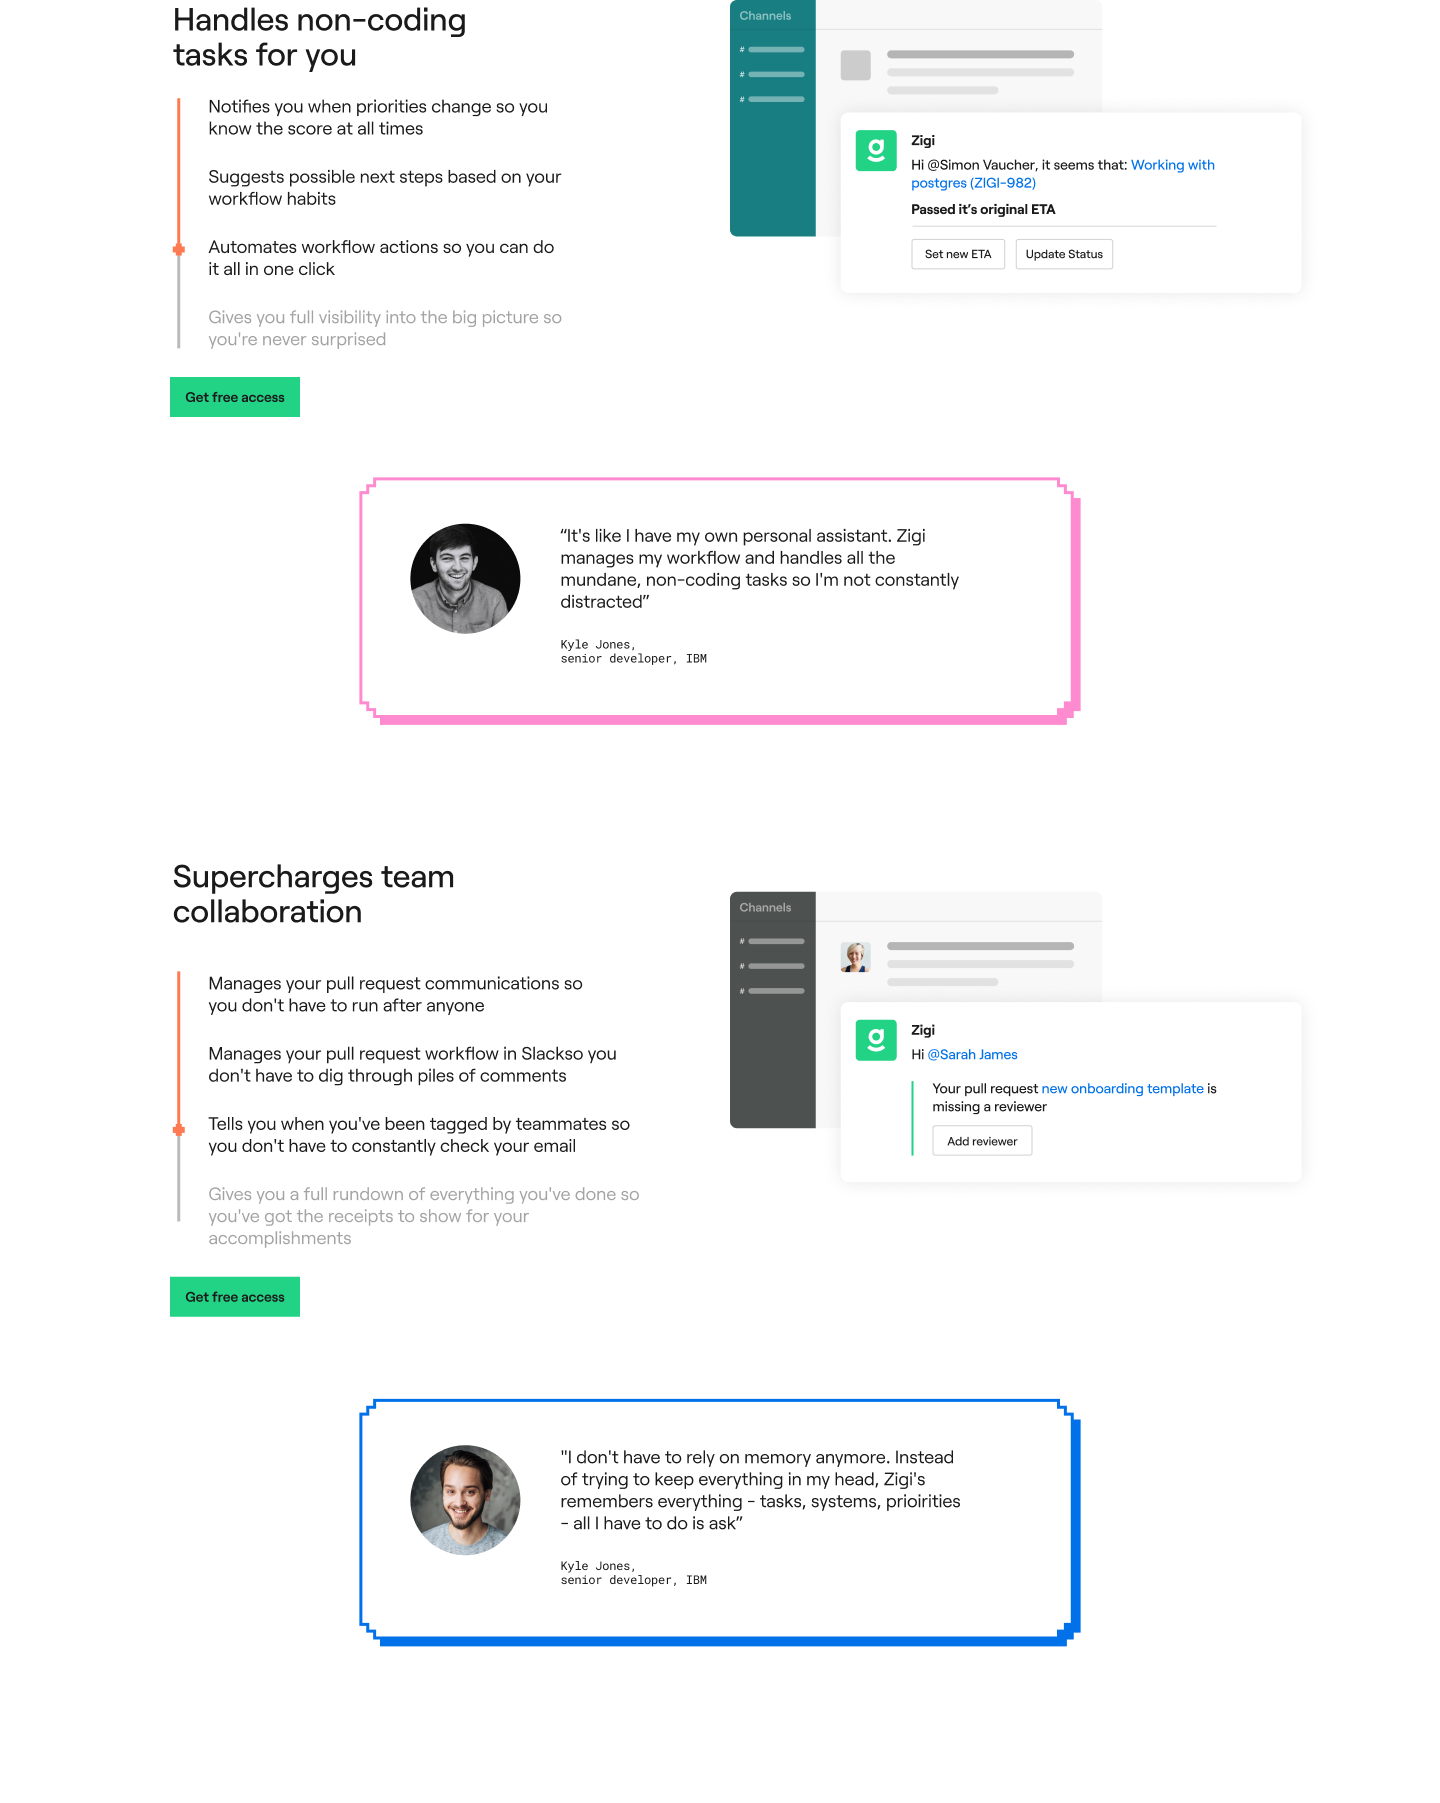 Handles non-coding
tasks for you
Notifies you when priorities change so you
know the score at all times
Suggests possible next steps based on your
workflow habits
Automates workflow actions so you can do
it all in one click
Gives you full visibility into the big picture so
you're never surprised
Get free access
Channels
#
#
#
Zigi
Hi @Simon Vaucher, it seems that: Working with
postgres (ZIGI-982)
Passed it’s original ETA
Set new ETA
Update Status
“It's like I have my own personal assistant. Zigi
manages my workflow and handles all the
mundane, non-coding tasks so I'm not constantly
distracted”
Kyle Jones,
senior developer, IBM
Supercharges team
collaboration
Manages your pull request communications so
you don't have to run after anyone
Manages your pull request workflow in Slackso you
don't have to dig through piles of comments
Tells you when you've been tagged by teammates so
you don't have to constantly check your email
Gives you a full rundown of everything you've done so
you've got the receipts to show for your
accomplishments
Get free access
Channels
#
#
#
Zigi
Hi @Sarah James
Your pull request new onboarding template is
missing a reviewer
Add reviewer
"I don't have to rely on memory anymore. Instead
of trying to keep everything in my head, Zigi's
remembers everything - tasks, systems, prioirities
- all I have to do is ask”
Kyle Jones,
senior developer, IBM